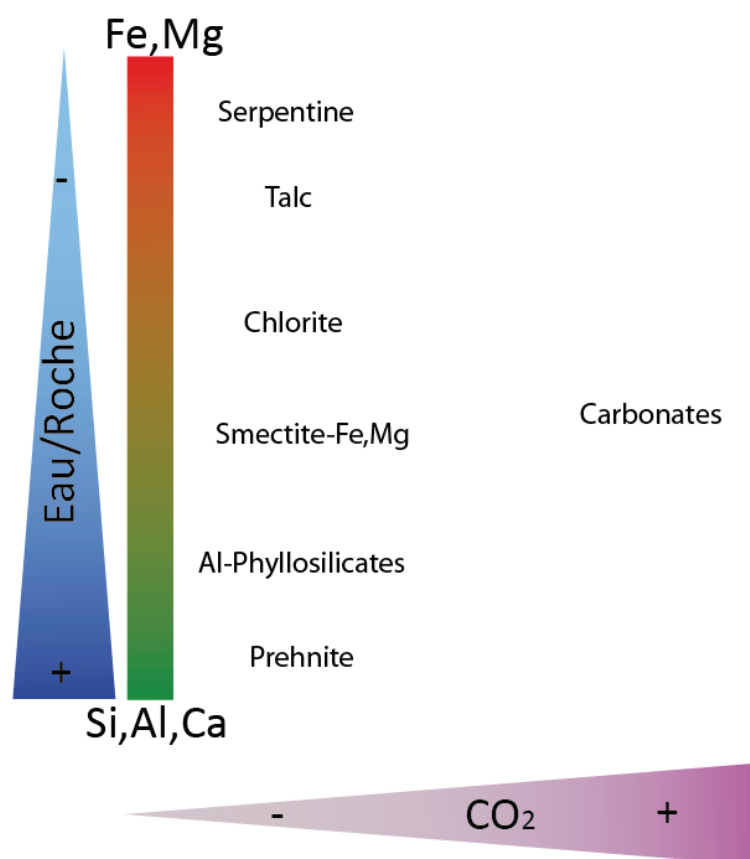 Fe,Mg
Serpentine
-
Talc
Chlorite
Eau/Roche
Carbonates
Smectite-Fe,Mg
Al-Phyllosilicates
Prehnite
+
Si,Al,Ca
- CO₂ +